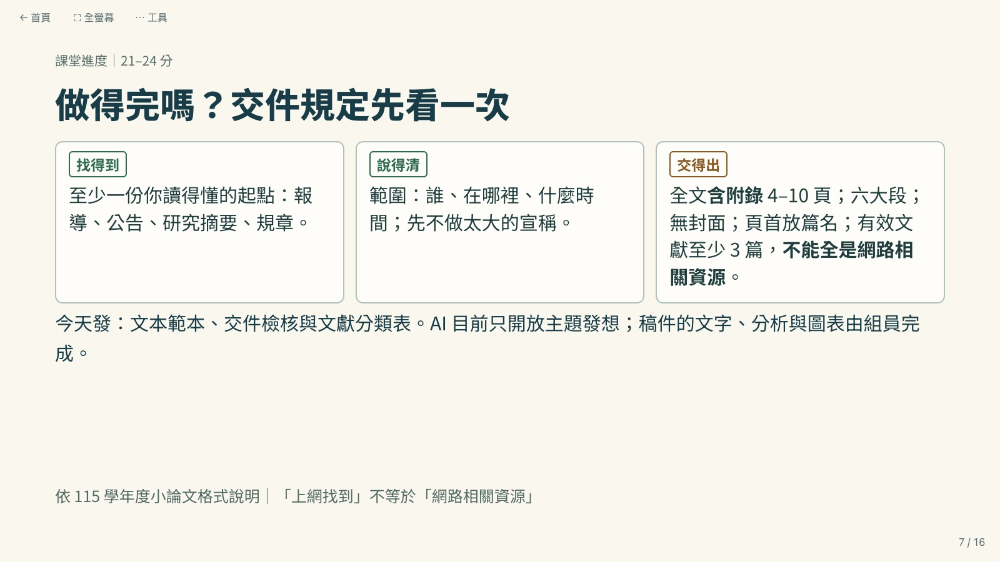 ← 首頁 全螢幕 ⋯ 工具
課堂進度｜21–24 分
做得完嗎？交件規定先看一次
找得到
至少一份你讀得懂的起點：報
導、公告、研究摘要、規章。
說得清
範圍：誰、在哪裡、什麼時
間；先不做太大的宣稱。
交得出
全文含附錄 4–10 頁；六大段；
無封面；頁首放篇名；有效文
獻至少 3 篇，不能全是網路相
關資源。
今天發：文本範本、交件檢核與文獻分類表。AI 目前只開放主題發想；稿件的文字、分析與圖表由組員完
成。
依 115 學年度小論文格式說明｜「上網找到」不等於「網路相關資源」
7 / 16